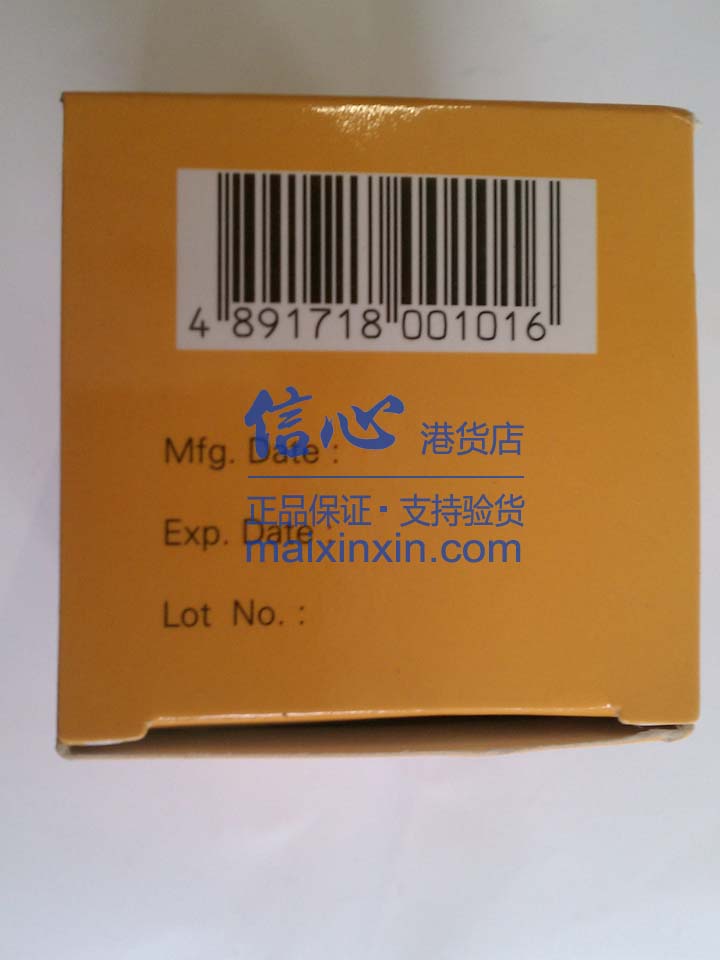 4 891718 001016
信心 港货店
Mfg. Date :
正品保证·支持验货
Exp. Date :
maixinxin.com
Lot No. :